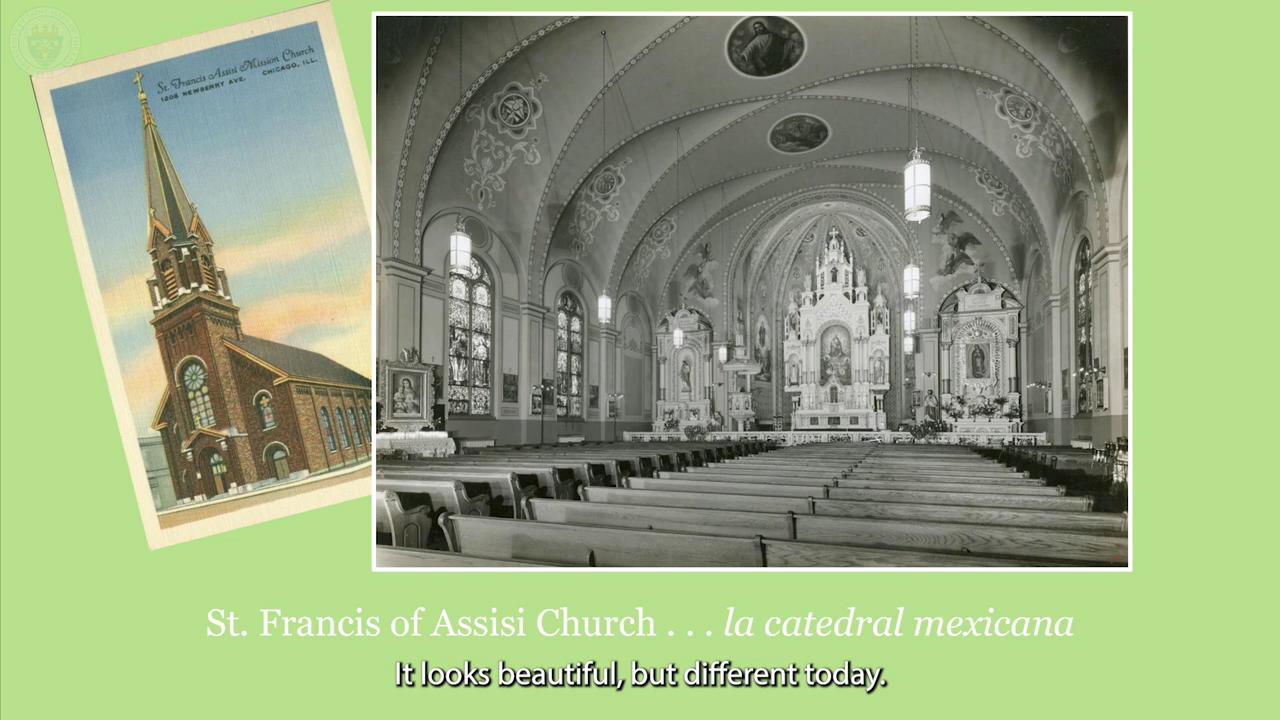 St. Francis Assisi Mission Church
1206 NEWBERRY AVE. CHICAGO, ILL.
St. Francis of Assisi Church . . . la catedral mexicana
It looks beautiful, but different today.